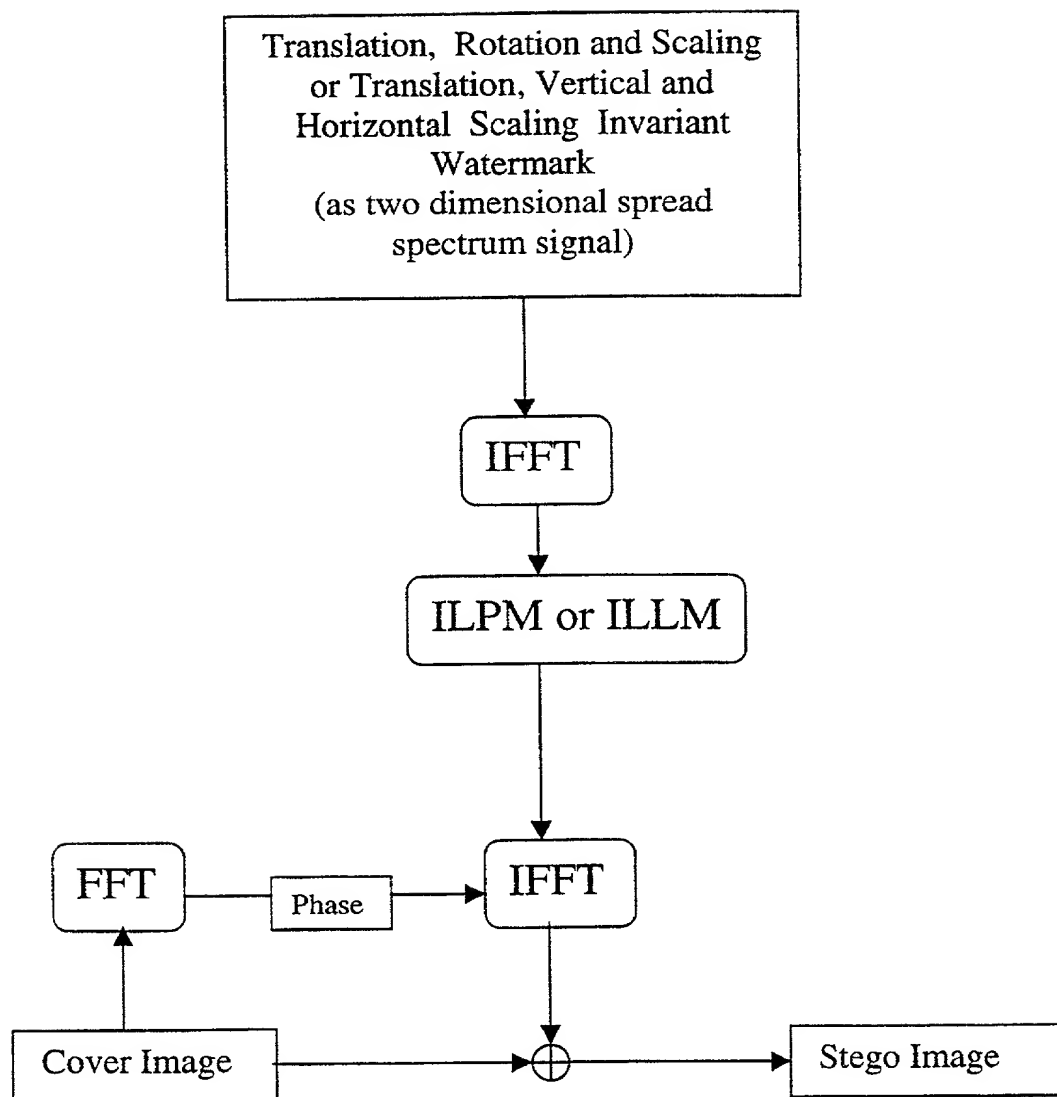 Translation, Rotation and Scaling
or Translation, Vertical and
Horizontal Scaling Invariant
Watermark
(as two dimensional spread
spectrum signal)
IFFT
ILPM or ILLM
FFT
Phase
IFFT
Cover Image
Stego Image